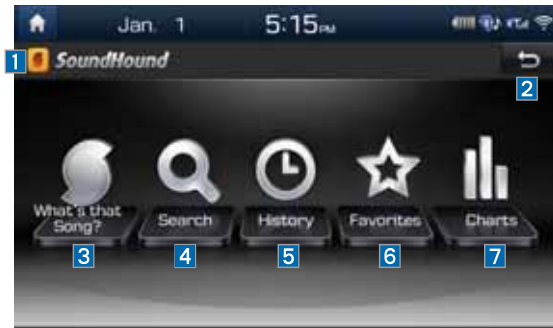 Jan. 1 5:15PM
1 SoundHound
2
What's that
Song?
Search
History
Favorites
Charts
3 4 5 6 7